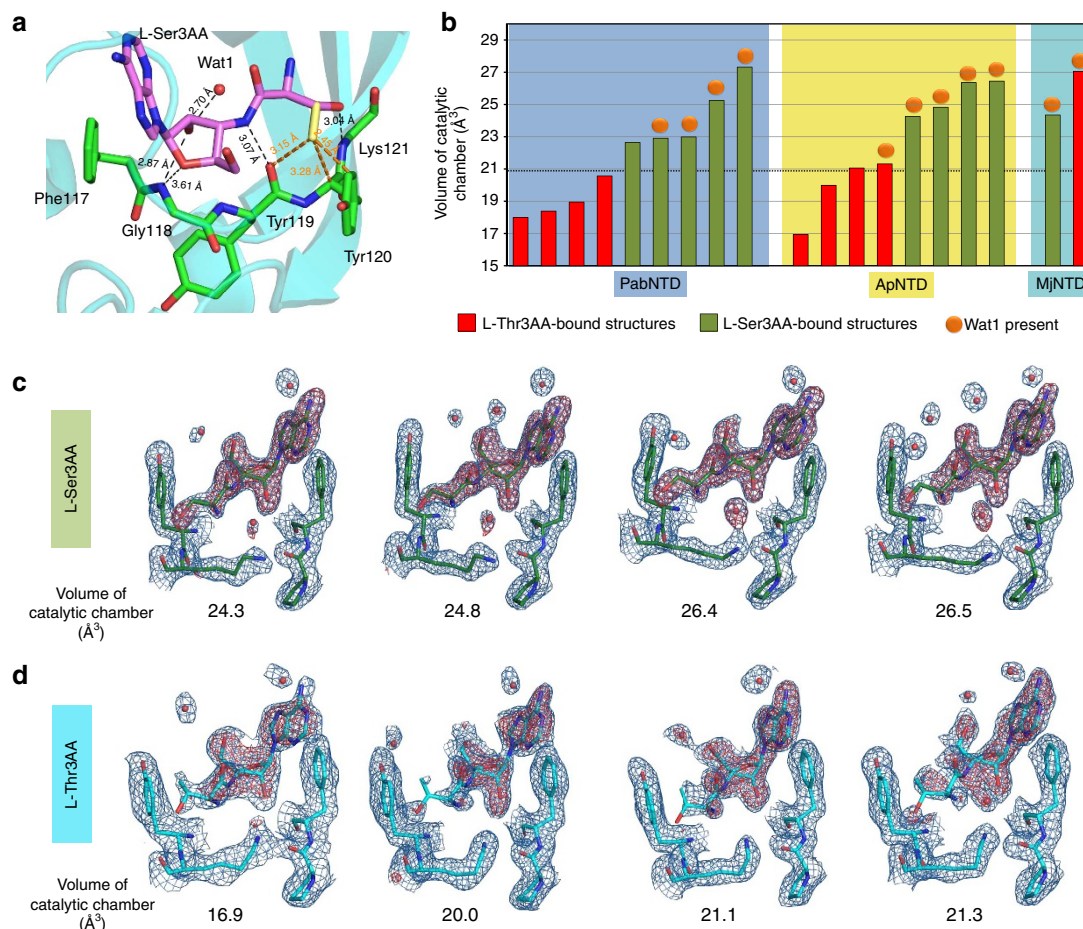 a
L-Ser3AA
Wat1
2.70 Å
3.04 Å
3.07 Å
3.15 Å
3.28 Å
2.87 Å
3.61 Å
Lys121
Phe117
Gly118
Tyr119
Tyr120
b
Volume of catalytic
chamber (Å3)
29
27
25
23
21
19
17
15
PabNTD
ApNTD
MjNTD
L-Thr3AA-bound structures
L-Ser3AA-bound structures
Wat1 present
c
L-Ser3AA
Volume of
catalytic chamber
(Å3)
24.3
24.8
26.4
26.5
d
L-Thr3AA
Volume of
catalytic chamber
(Å3)
16.9
20.0
21.1
21.3